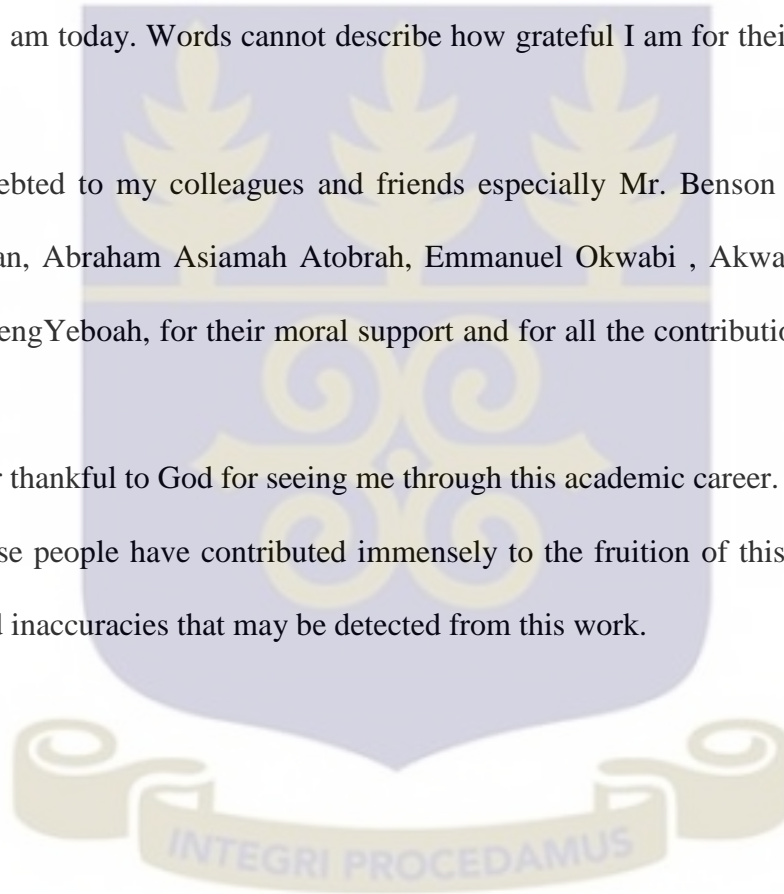 am today. Words cannot describe how grateful I am for thei
ebted to my colleagues and friends especially Mr. Benson
an, Abraham Asiamah Atobrah, Emmanuel Okwabi , Akwa
engYeboah, for their moral support and for all the contributio
r thankful to God for seeing me through this academic career.
se people have contributed immensely to the fruition of this
d inaccuracies that may be detected from this work.
INTEGRI PROCEDAMUS